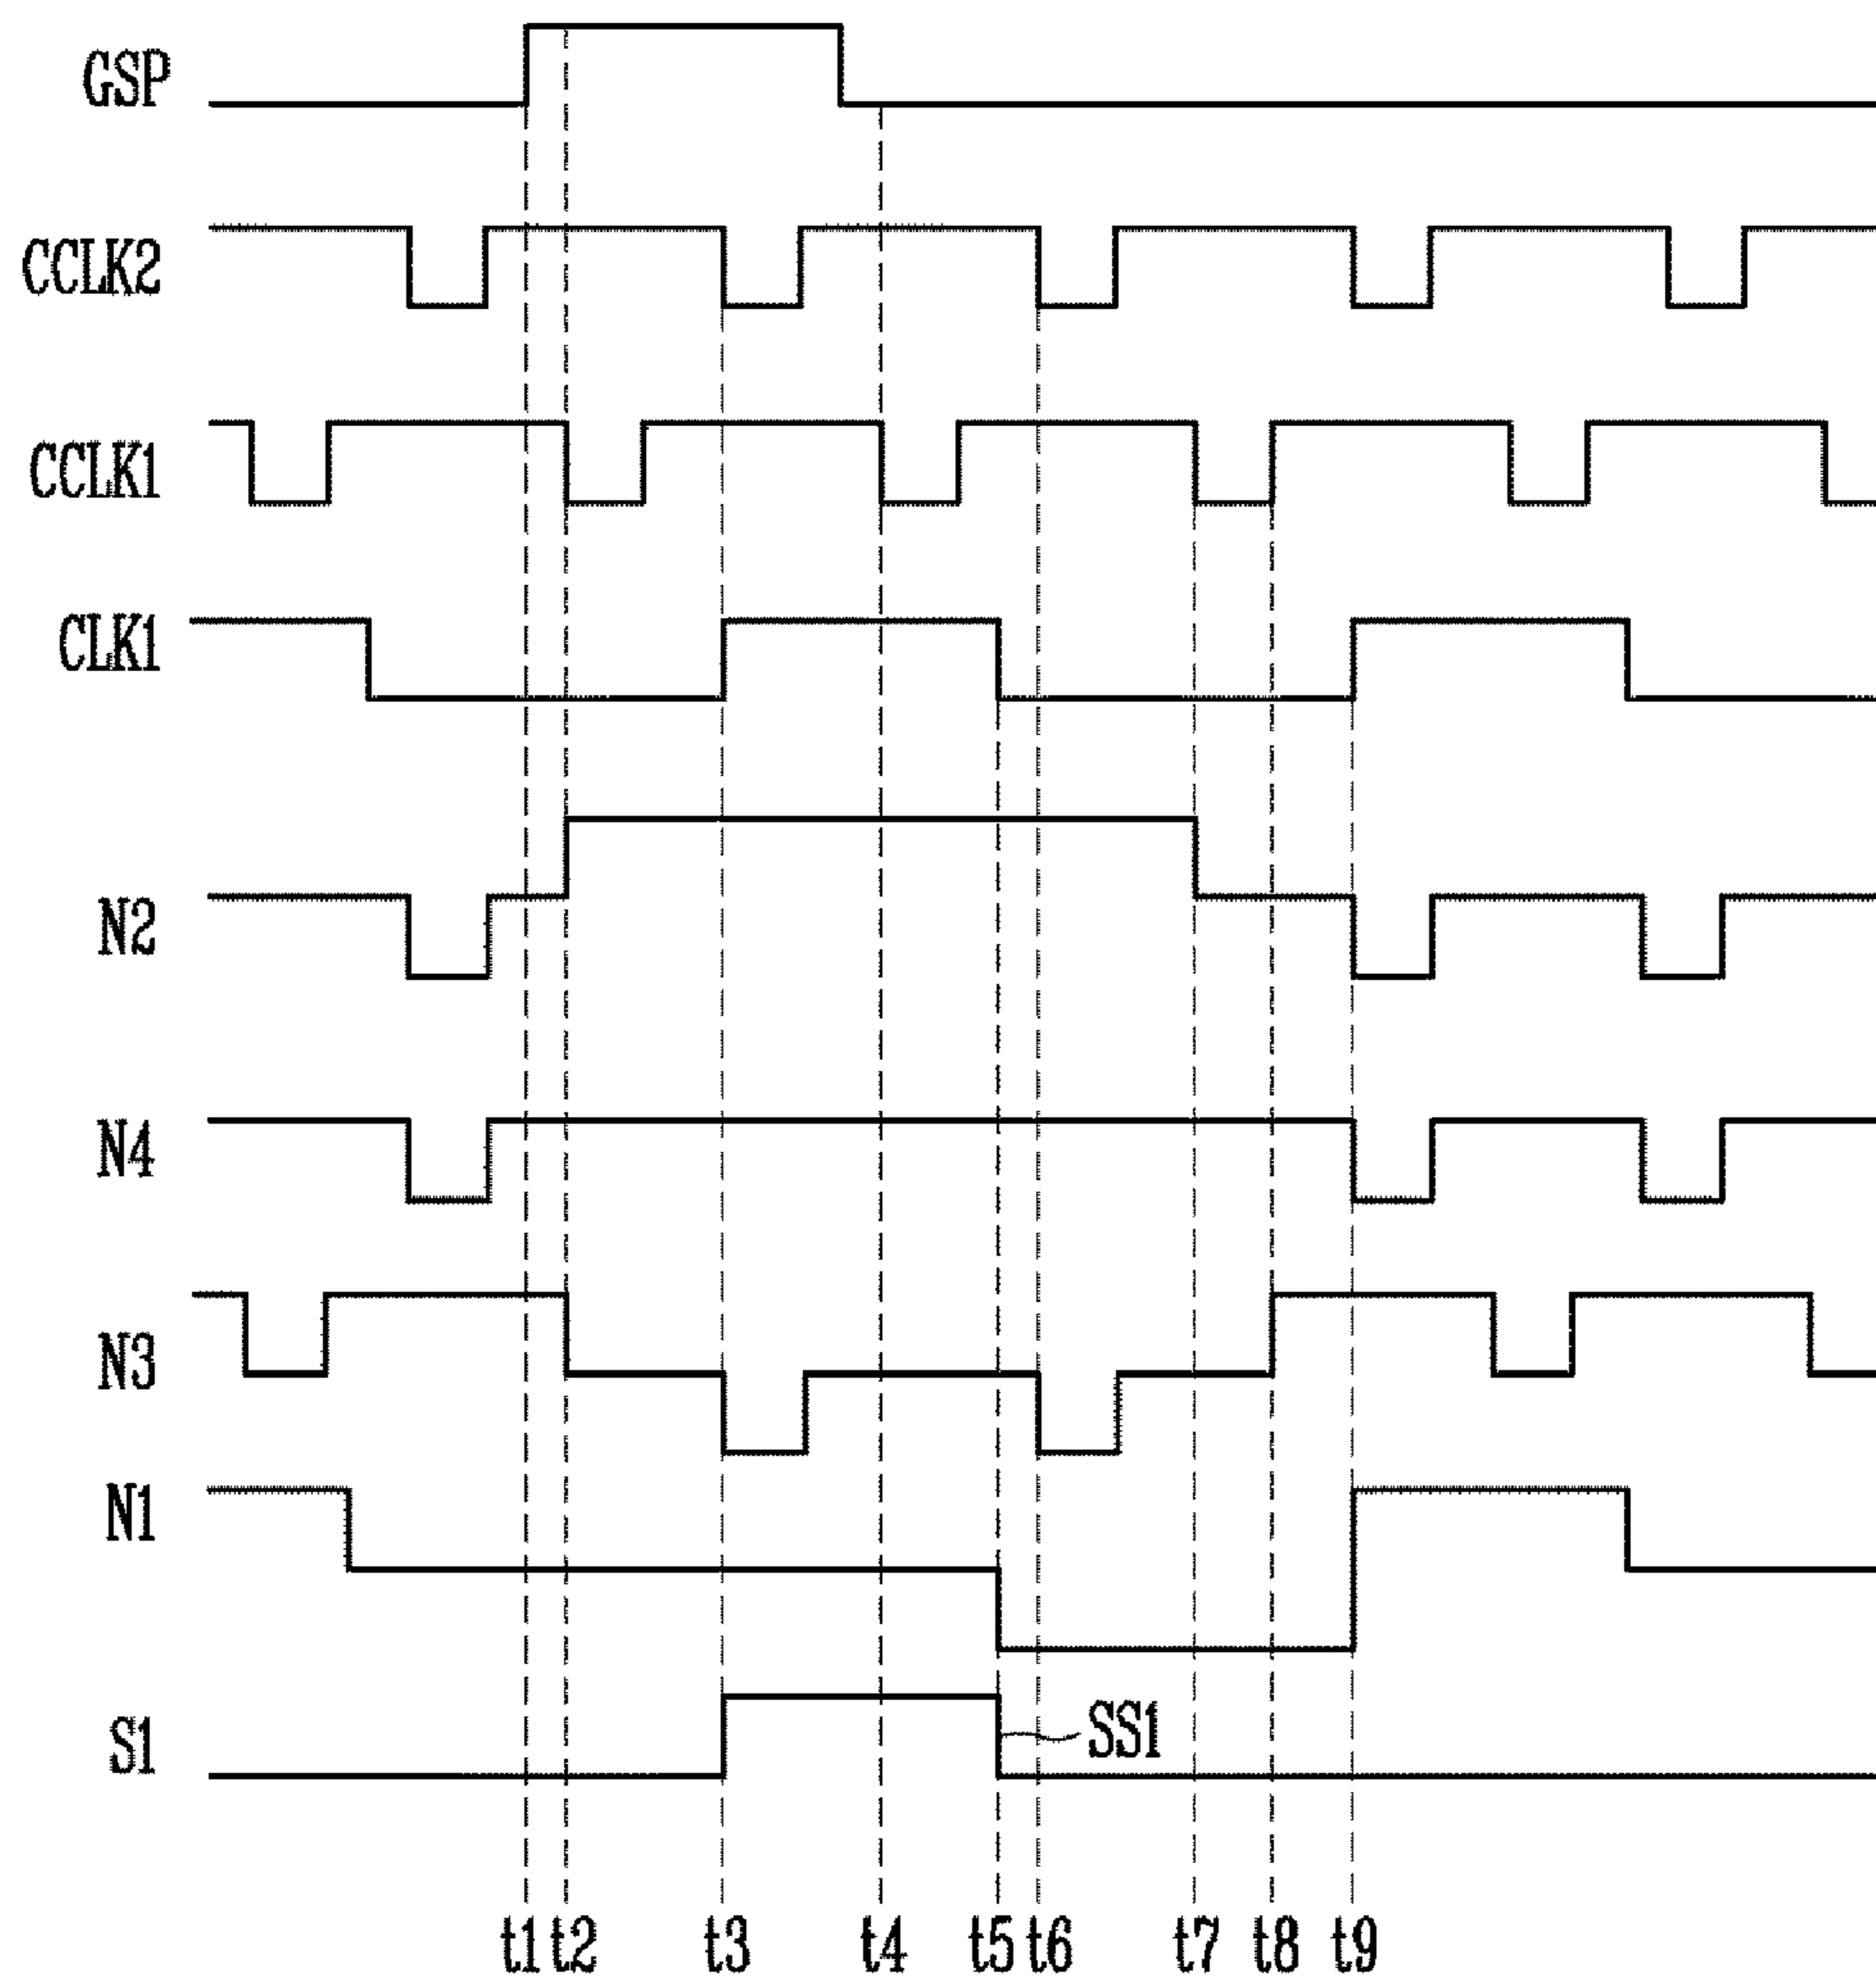 GSP
CCLK2
CCLK1
CLK1
N2
N4
N3
N1
S1
SS1
t1 t2 t3 t4 t5 t6 t7 t8 t9